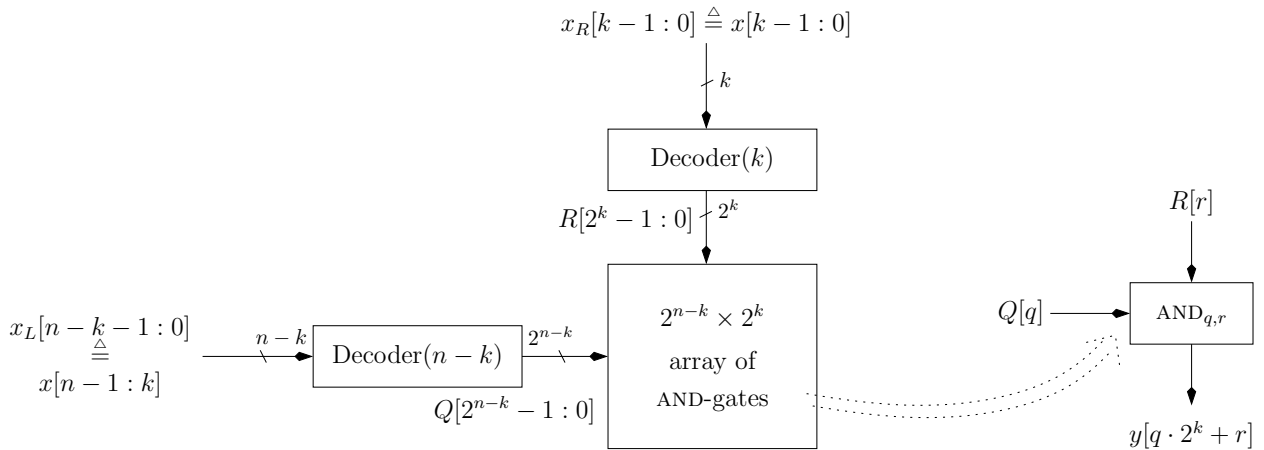 x_R[k − 1 : 0] ≜ x[k − 1 : 0]
k
Decoder(k)
R[2^k − 1 : 0]
2^k
R[r]
x_L[n − k − 1 : 0]
≜
x[n − 1 : k]
n − k
Decoder(n − k)
2^{n−k}
Q[2^{n−k} − 1 : 0]
2^{n−k} × 2^k
array of
AND-gates
Q[q]
AND_{q,r}
y[q · 2^k + r]